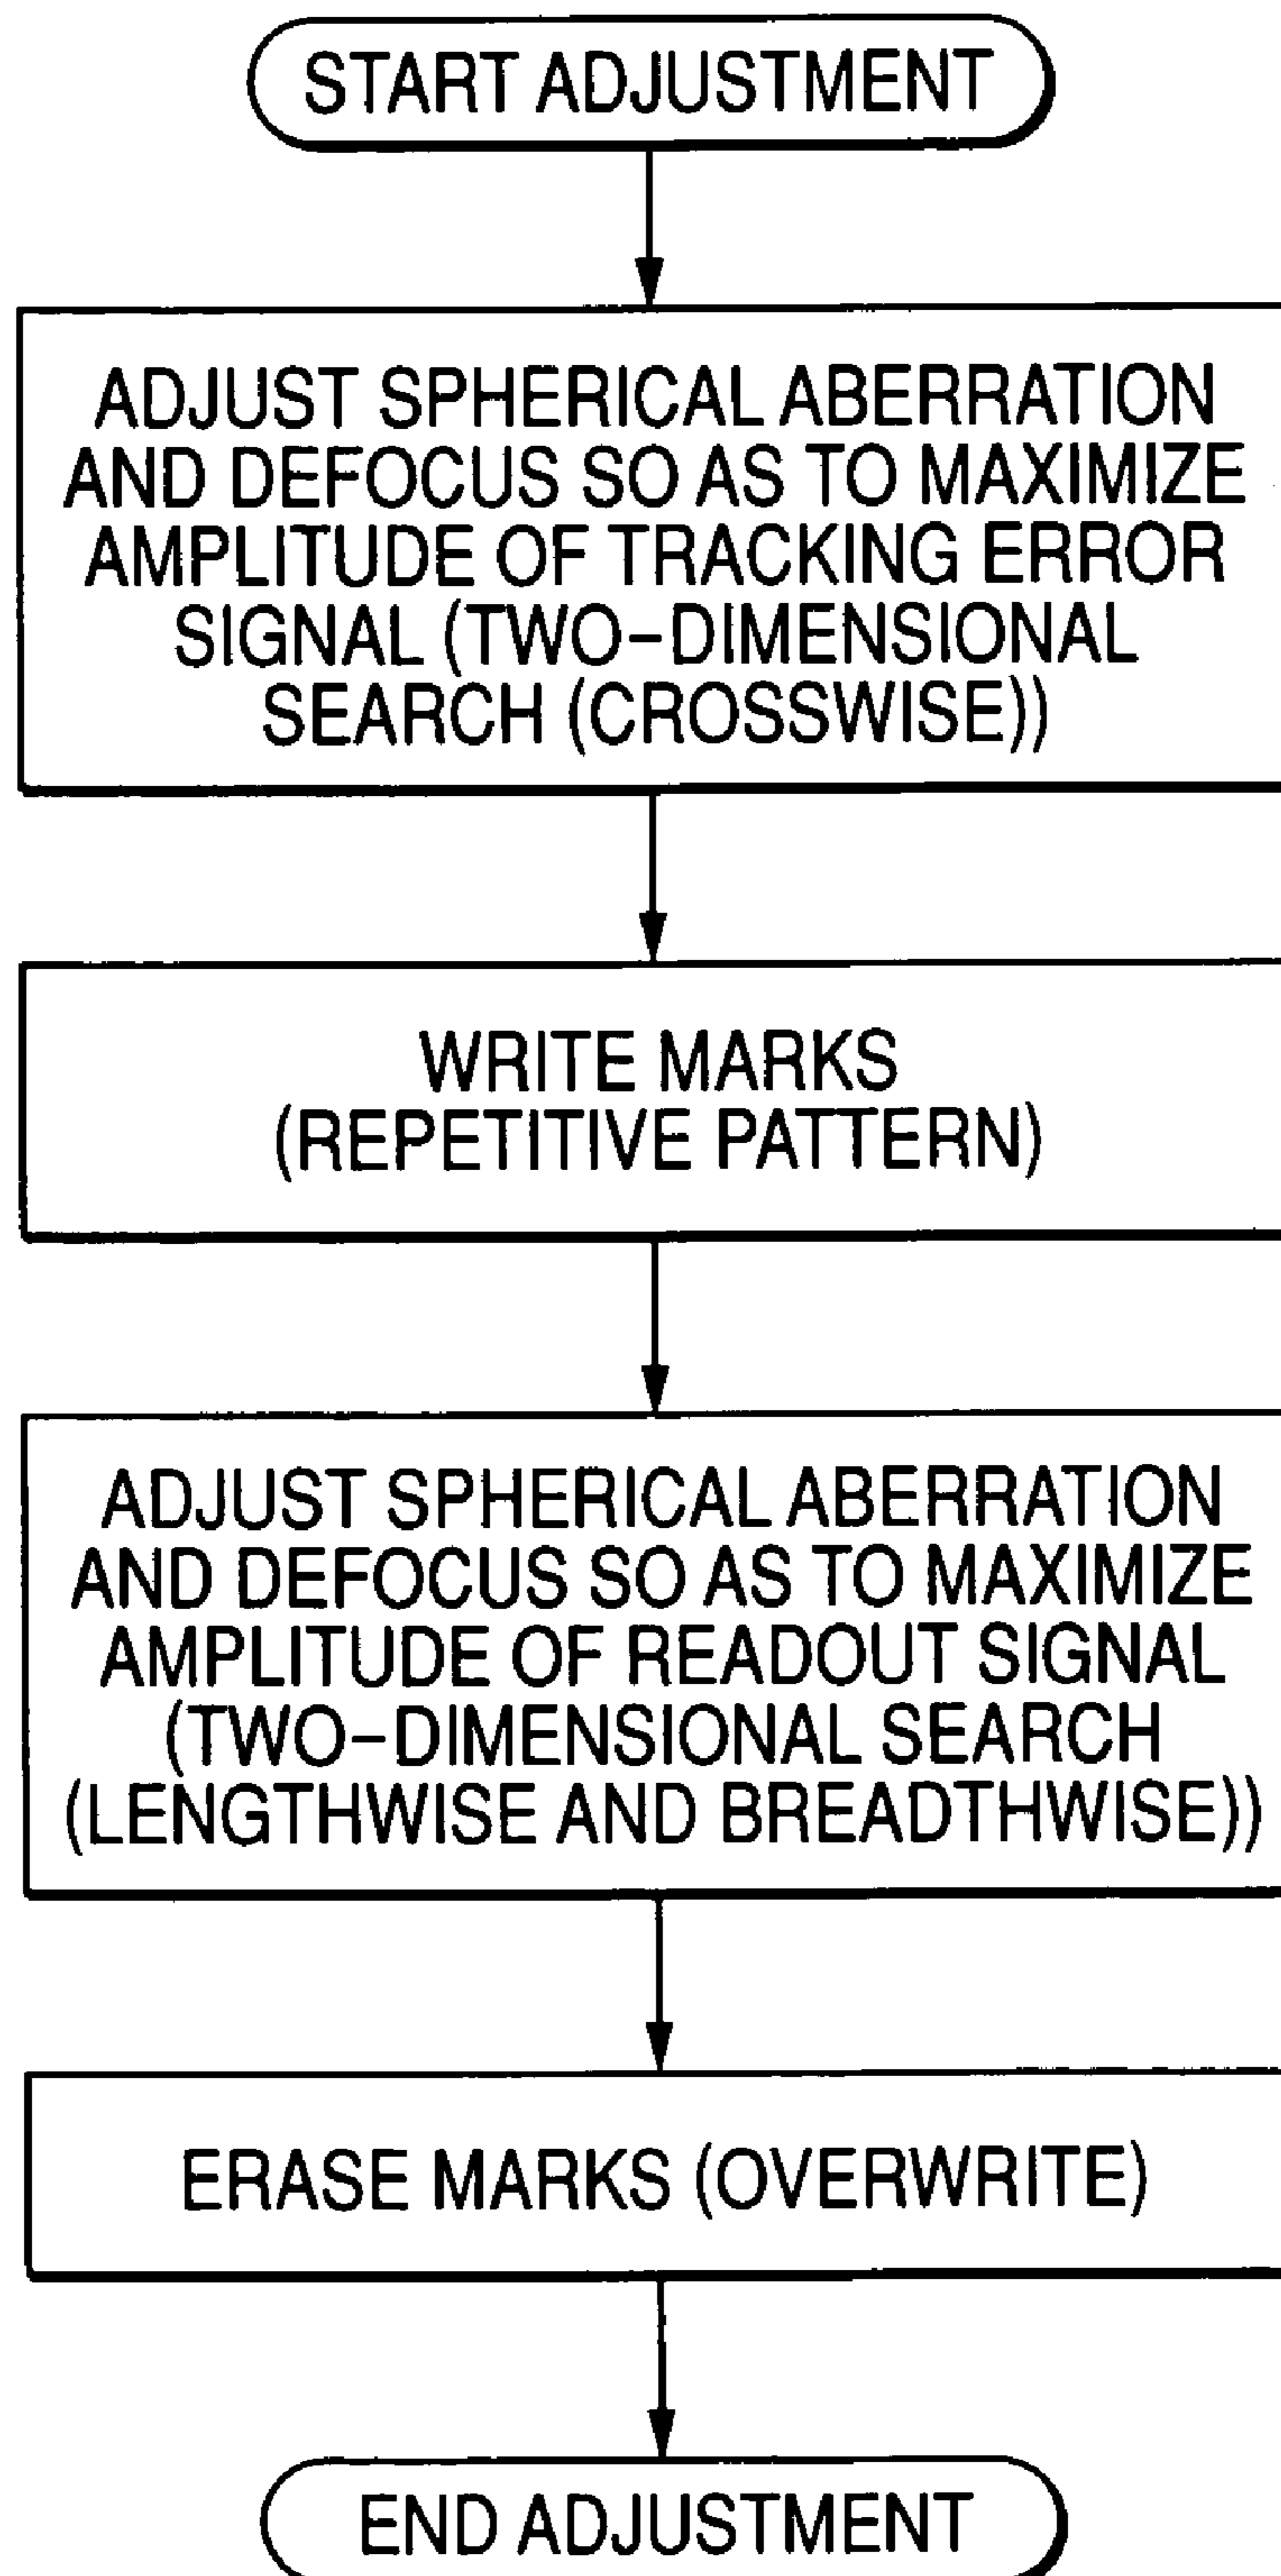 START ADJUSTMENT
ADJUST SPHERICAL ABERRATION
AND DEFOCUS SO AS TO MAXIMIZE
AMPLITUDE OF TRACKING ERROR
SIGNAL (TWO-DIMENSIONAL
SEARCH (CROSSWISE))
WRITE MARKS
(REPETITIVE PATTERN)
ADJUST SPHERICAL ABERRATION
AND DEFOCUS SO AS TO MAXIMIZE
AMPLITUDE OF READOUT SIGNAL
(TWO-DIMENSIONAL SEARCH
(LENGTHWISE AND BREADTHWISE))
ERASE MARKS (OVERWRITE)
END ADJUSTMENT